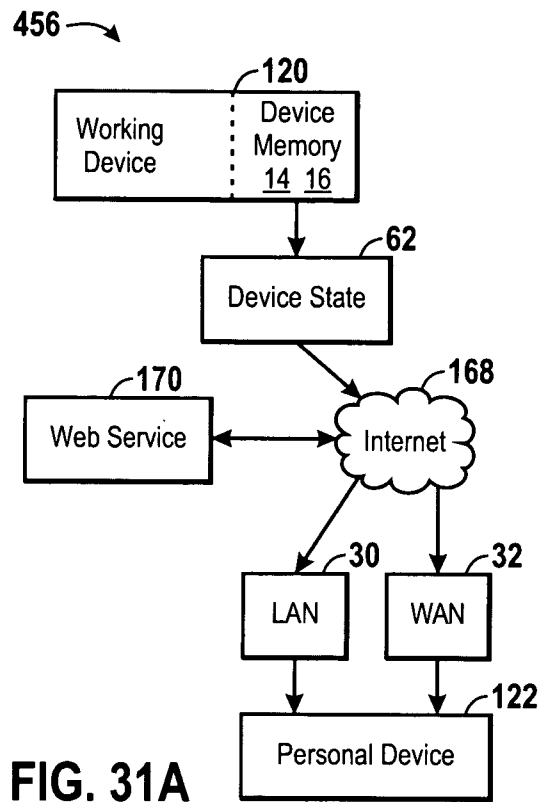 456
120
Working
Device
Device
Memory
14 16
62
Device State
170
Web Service
168
Internet
30
LAN
32
WAN
122
Personal Device
FIG. 31A